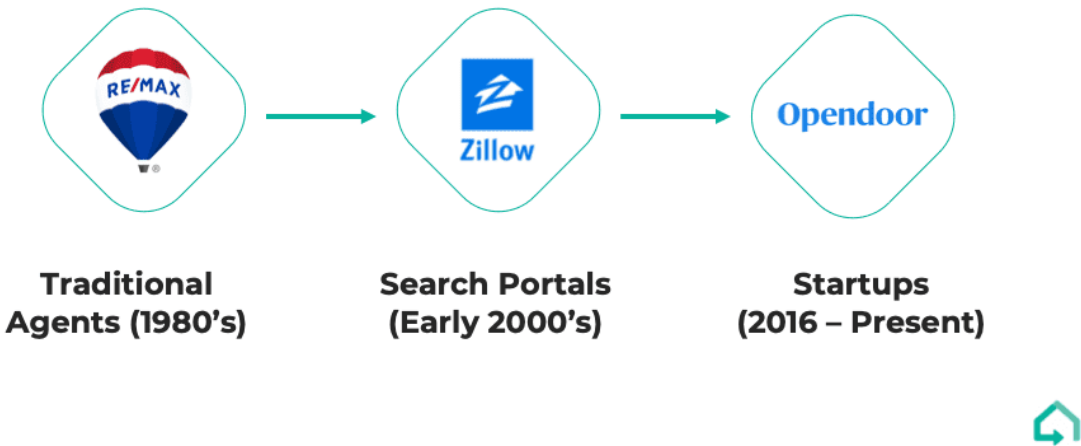 RE/MAX
®
Zillow
Opendoor
Traditional
Agents (1980's)
Search Portals
(Early 2000's)
Startups
(2016 – Present)